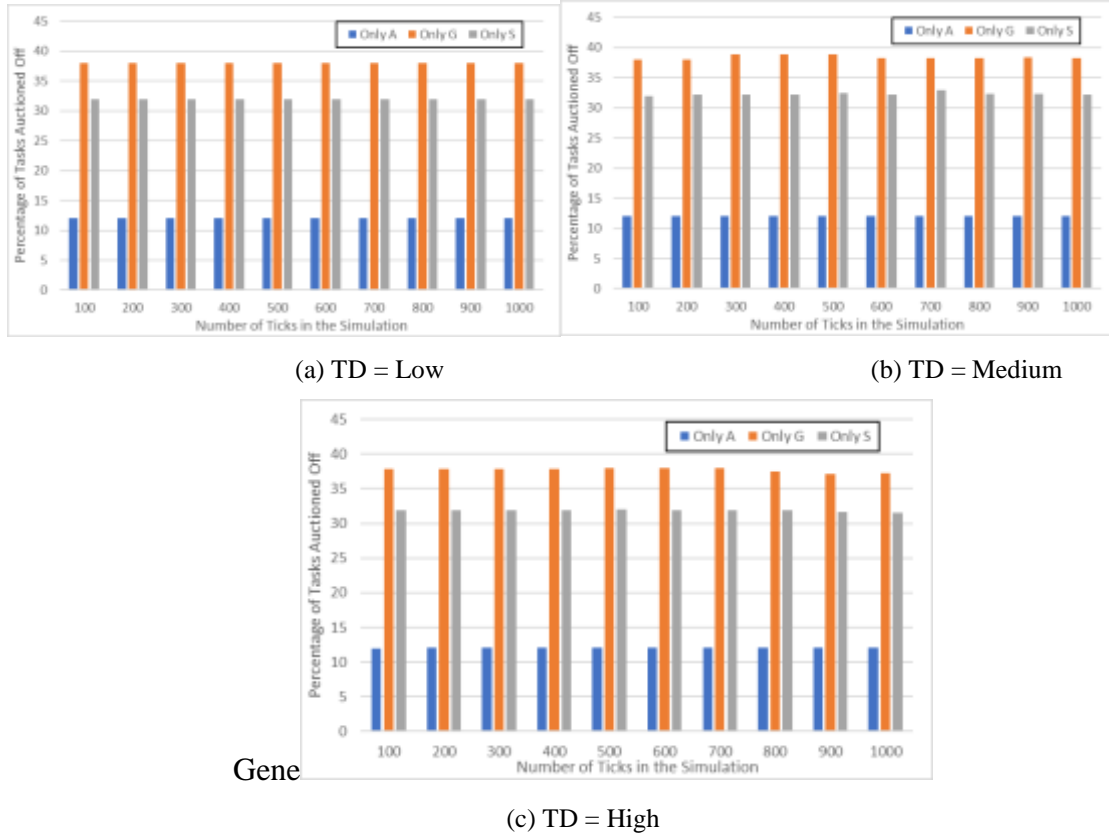 45
40
35
30
25
20
15
10
5
0
Percentage of Tasks Auctioned Off
Only A Only G Only S
100 200 300 400 500 600 700 800 900 1000
Number of Ticks in the Simulation
(a) TD = Low
45
40
35
30
25
20
15
10
5
0
Percentage of Tasks Auctioned Off
Only A Only G Only S
100 200 300 400 500 600 700 800 900 1000
Number of Ticks in the Simulation
(b) TD = Medium
45
40
35
30
25
20
15
10
5
0
Percentage of Tasks Auctioned Off
Only A Only G Only S
100 200 300 400 500 600 700 800 900 1000
Number of Ticks in the Simulation
Gene
(c) TD = High